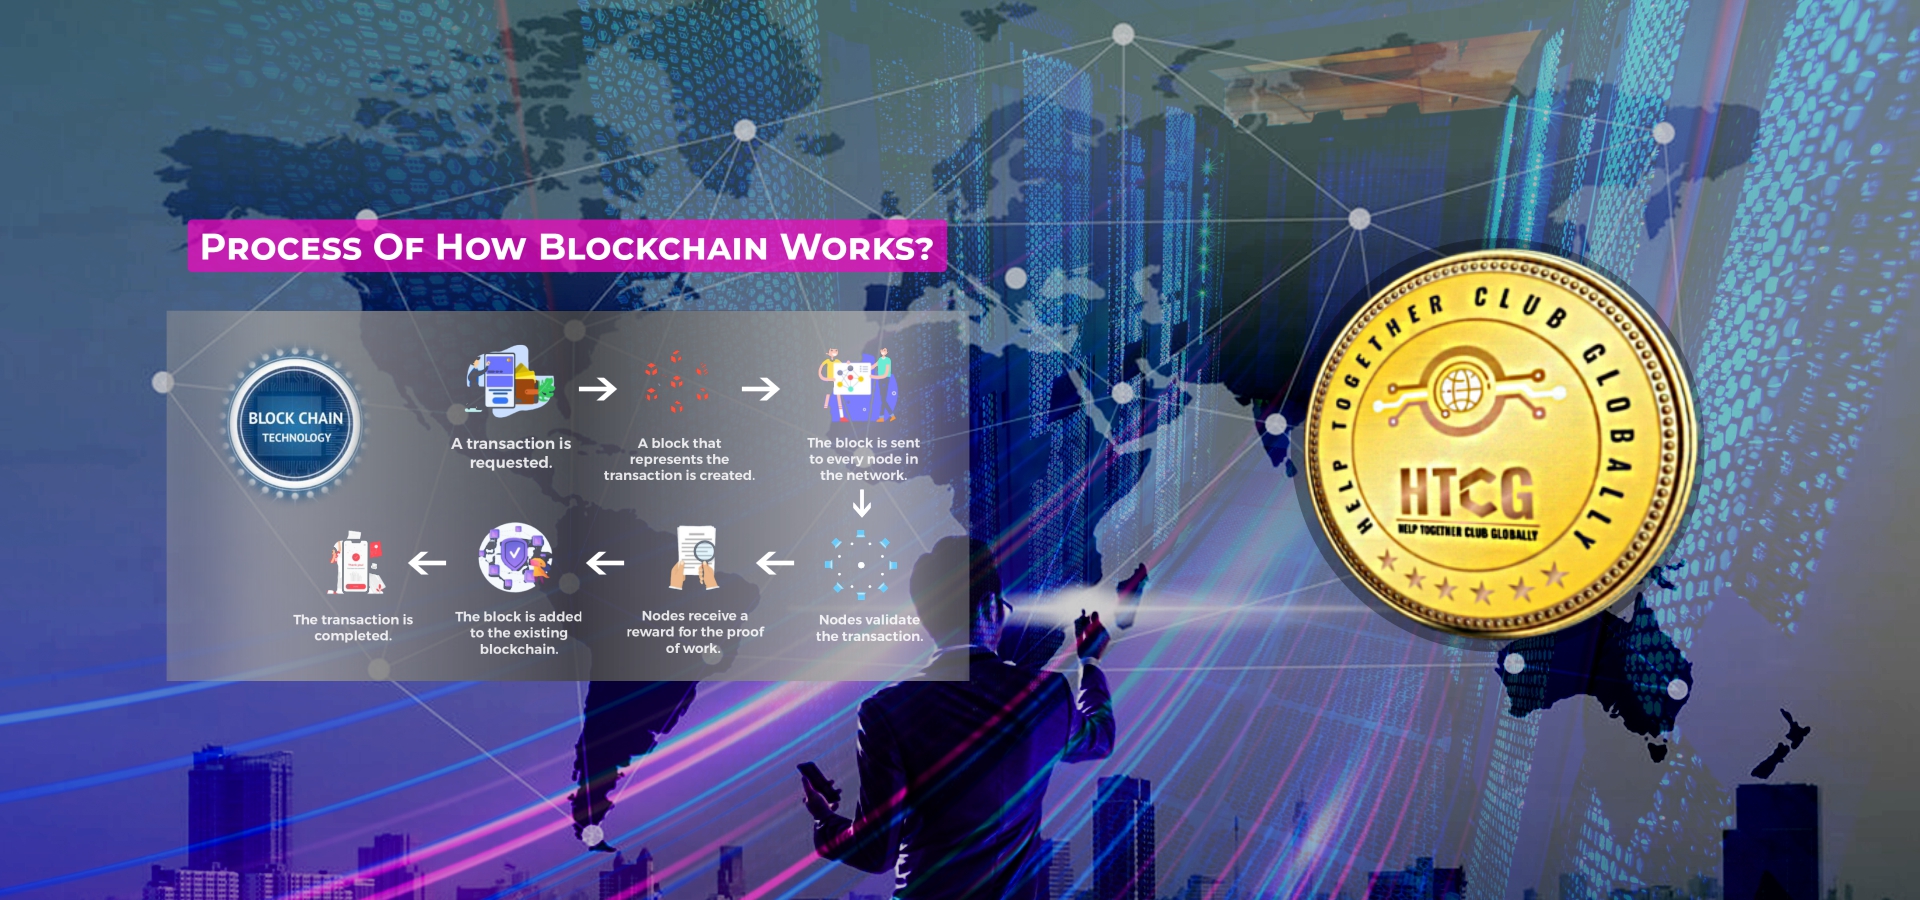 PROCESS OF HOW BLOCKCHAIN WORKS?
BLOCK CHAIN
TECHNOLOGY
A transaction is
requested.
A block that
represents the
transaction is created.
The block is sent
to every node in
the network.
Nodes validate
the transaction.
Nodes receive a
reward for the proof
of work.
The block is added
to the existing
blockchain.
The transaction is
completed.
HELP TOGETHER CLUB GLOBALLY
HTCG
HELP TOGETHER CLUB GLOBALLY